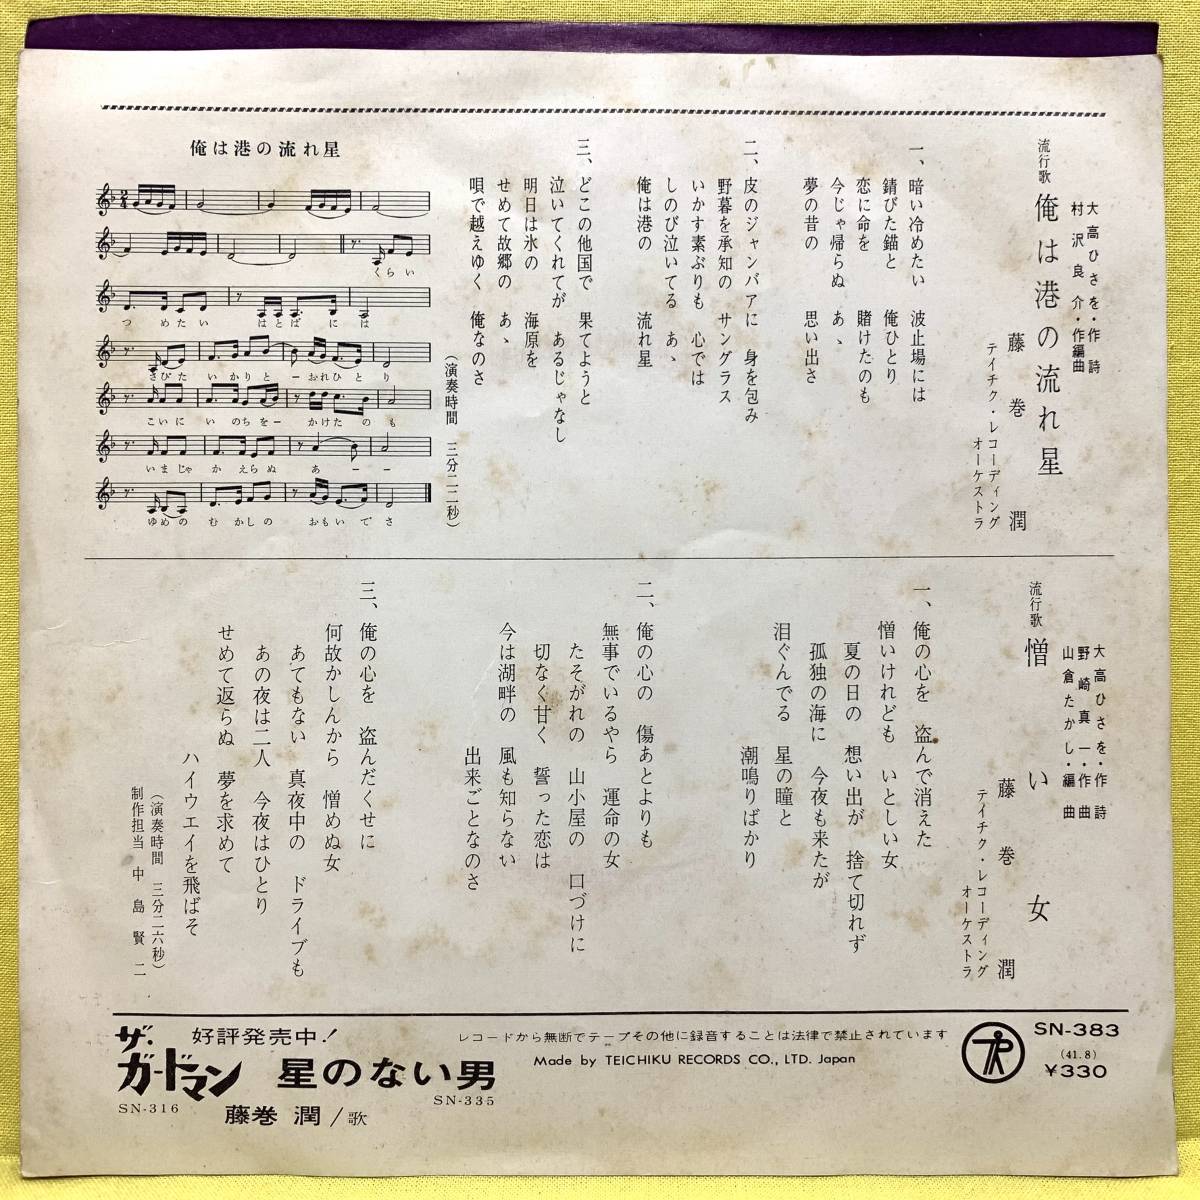 大高ひさを・作詩
村沢良介・作編曲
流行歌 俺は港の流れ星
藤巻潤
テイチク・レコーディング
オーケストラ
一、暗い冷めたい 波止場には
錆びた錨と 俺ひとり
恋に命を 賭けたのも
今じゃ帰らぬ あゝ
夢の昔の 思い出さ
二、皮のジャンバアに 身を包み
野暮を承知の サングラス
いかす素ぶりも 心では
しのび泣いてる あゝ
俺は港の 流れ星
三、どこの他国で 果てようと
泣いてくれてが あるじゃなし
明日は氷の 海原を
せめて故郷の あゝ
唄で越えゆく 俺なのさ
(演奏時間 三分二二秒)
俺は港の流れ星
くらい
つめたい はとばには
さびた いかりと ー おれひとり
こいに いのちを ー かけたのも
いまじゃ かえらぬ あ ー ー
ゆめの むかしの おもいでさ
大高ひさを・作詩
野崎真一・作曲
山倉たかし・編曲
流行歌 憎い女
藤巻潤
テイチク・レコーディング
オーケストラ
一、俺の心を 盗んで消えた
憎いけれども いとしい女
夏の日の 想い出が 捨て切れず
孤独の海に 今夜も来たが
泪ぐんでる 星の瞳と
潮鳴りばかり
二、俺の心の 傷あとよりも
無事でいるやら 運命の女
たそがれの 山小屋の 口づけに
切なく甘く 誓った恋は
今は湖畔の 風も知らない
出来ごとなのさ
三、俺の心を 盗んだくせに
何故かしんから 憎めぬ女
あてもない 真夜中の ドライブも
あの夜は二人 今夜はひとり
せめて返らぬ 夢を求めて
ハイウエイを飛ばそ
(演奏時間 三分二六秒)
制作担当 中島賢二
好評発売中!
ザ・ガードマン
SN-316
星のない男
SN-335
藤巻 潤/歌
レコードから無断でテープその他に録音することは法律で禁止されています
Made by TEICHIKU RECORDS CO., LTD. Japan
SN-383
(41.8)
¥330